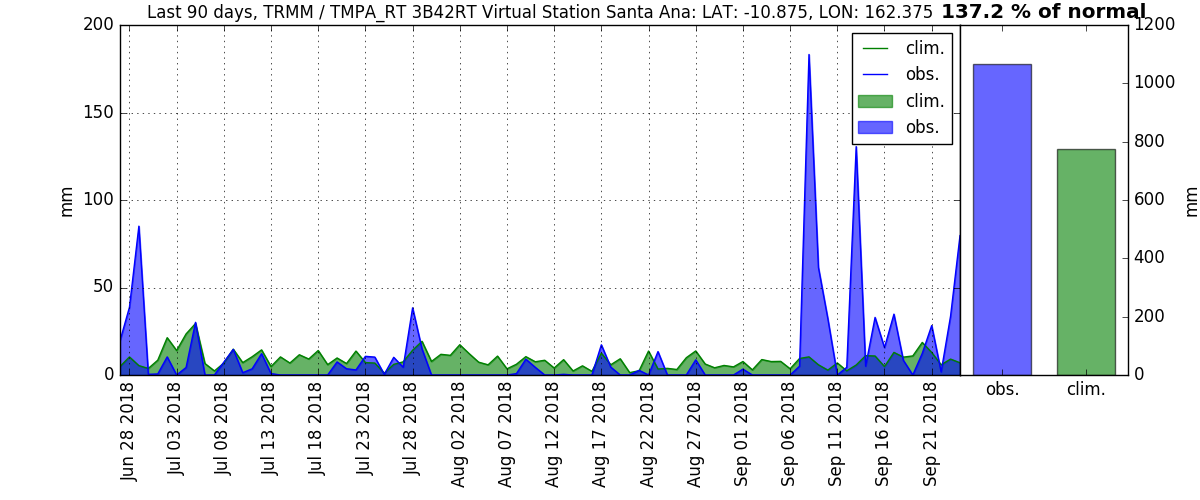 Last 90 days, TRMM / TMPA_RT 3B42RT Virtual Station Santa Ana: LAT: -10.875, LON: 162.375 137.2 % of normal
200
150
100
50
0
mm
clim.
obs.
clim.
obs.
1200
1000
800
600
400
200
0
mm
Jun 28 2018
Jul 03 2018
Jul 08 2018
Jul 13 2018
Jul 18 2018
Jul 23 2018
Jul 28 2018
Aug 02 2018
Aug 07 2018
Aug 12 2018
Aug 17 2018
Aug 22 2018
Aug 27 2018
Sep 01 2018
Sep 06 2018
Sep 11 2018
Sep 16 2018
Sep 21 2018
obs.
clim.